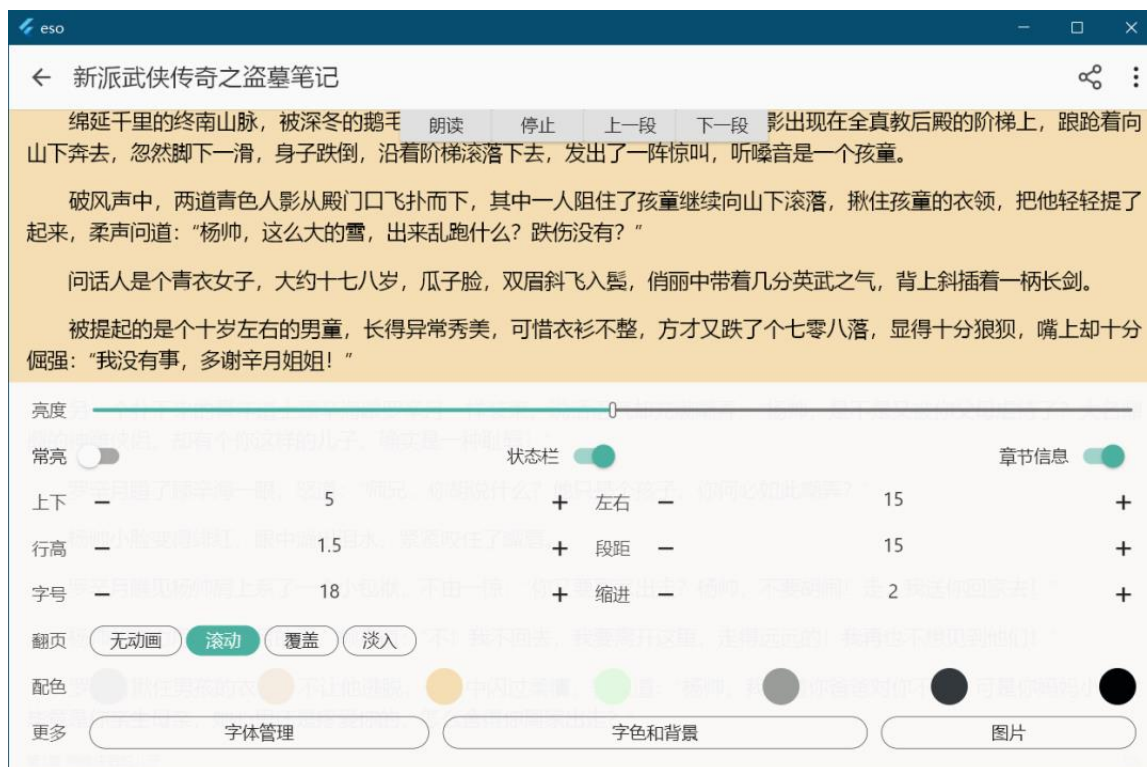 eso
新派武侠传奇之盗墓笔记
绵延千里的终南山脉，被深冬的鹅毛
朗读 停止 上一段 下一段
影出现在全真教后殿的阶梯上，踉跄着向
山下奔去，忽然脚下一滑，身子跌倒，沿着阶梯滚落下去，发出了一阵惊叫，听嗓音是一个孩童。
破风声中，两道青色人影从殿门口飞扑而下，其中一人阻住了孩童继续向山下滚落，揪住孩童的衣领，把他轻轻提了
起来，柔声问道：“杨帅，这么大的雪，出来乱跑什么？跌伤没有？”
问话人是个青衣女子，大约十七八岁，瓜子脸，双眉斜飞入鬓，俏丽中带着几分英武之气，背上斜插着一柄长剑。
被提起的是个十岁左右的男童，长得异常秀美，可惜衣衫不整，方才又跌了个七零八落，显得十分狼狈，嘴上却十分
倔强：“我没有事，多谢辛月姐姐！”
亮度
常亮 状态栏 章节信息
上下 − 5 + 左右 − 15 +
行高 − 1.5 + 段距 − 15 +
字号 − 18 + 缩进 − 2 +
翻页 无动画 滚动 覆盖 淡入
配色
更多 字体管理 字色和背景 图片